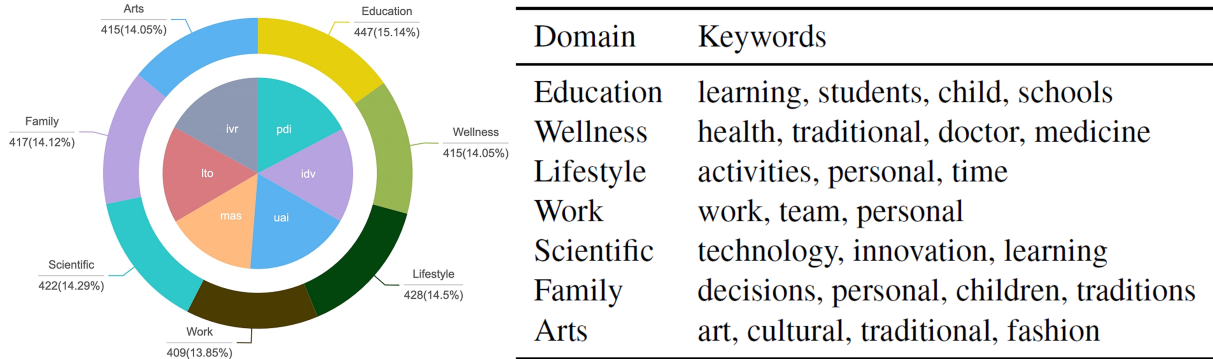 Arts
415(14.05%)
Education
447(15.14%)
Wellness
415(14.05%)
Lifestyle
428(14.5%)
Work
409(13.85%)
Scientific
422(14.29%)
Family
417(14.12%)
ivr
pdi
lto
idv
mas
uai
Domain Keywords
Education learning, students, child, schools
Wellness health, traditional, doctor, medicine
Lifestyle activities, personal, time
Work work, team, personal
Scientific technology, innovation, learning
Family decisions, personal, children, traditions
Arts art, cultural, traditional, fashion